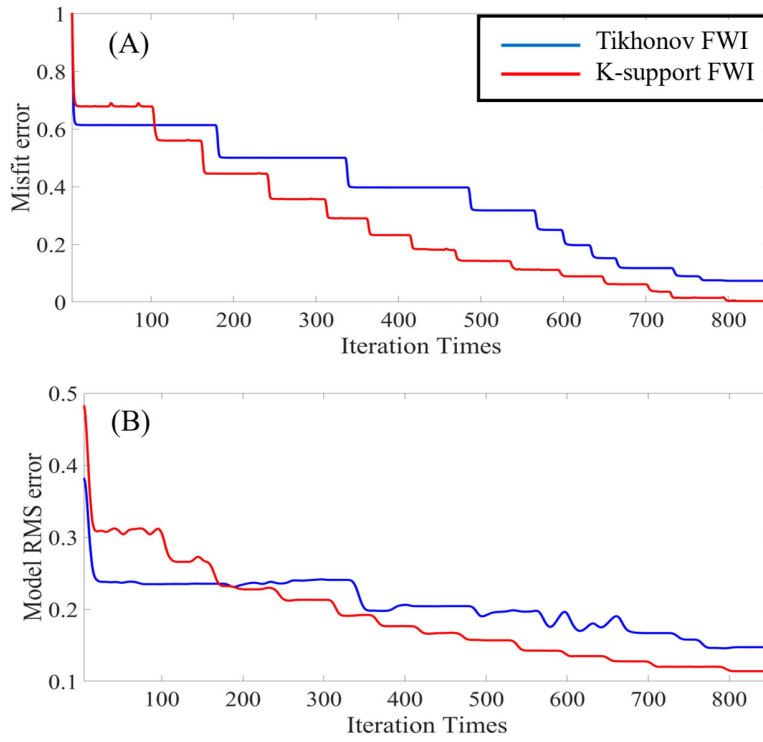 (A)
Tikhonov FWI
K-support FWI
Misfit error
1
0.8
0.6
0.4
0.2
0
100 200 300 400 500 600 700 800
Iteration Times
(B)
Model RMS error
0.5
0.4
0.3
0.2
0.1
100 200 300 400 500 600 700 800
Iteration Times